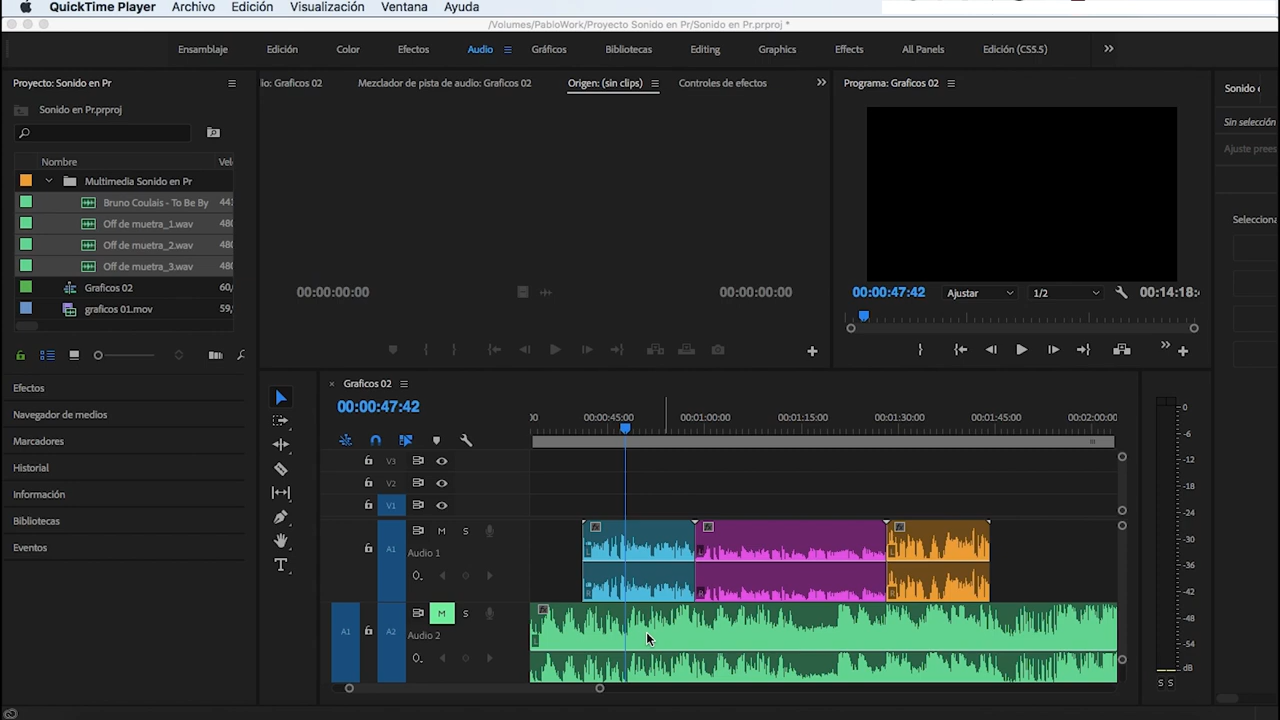 QuickTime Player Archivo Edición Visualización Ventana Ayuda
/Volumes/PabloWork/Proyecto Sonido en Pr/Sonido en Pr.prproj *
Ensamblaje Edición Color Efectos Audio Gráficos Bibliotecas Editing Graphics Effects All Panels Edición (CS5.5)
Proyecto: Sonido en Pr
io: Graficos 02 Mezclador de pista de audio: Graficos 02 Origen: (sin clips) Controles de efectos
Programa: Graficos 02
Sonido e
Sonido en Pr.prproj
Sin selección
Ajuste prees
Nombre Vel
Multimedia Sonido en Pr
Bruno Coulais - To Be By 441
Off de muetra_1.wav 480
Off de muetra_2.wav 480
Off de muetra_3.wav 480
Graficos 02 60,
graficos 01.mov 59,
Selecciona
00:00:00:00 00:00:00:00
00:00:47:42 Ajustar 1/2 00:14:18:
Efectos
Navegador de medios
Marcadores
Historial
Información
Bibliotecas
Eventos
× Graficos 02
00:00:47:42
00 00:00:45:00 00:01:00:00 00:01:15:00 00:01:30:00 00:01:45:00 00:02:00:00
V3
V2
V1
A1 M S
Audio 1
L
R
A1 A2 M S
Audio 2
L
T
0
-6
-12
-18
-24
-30
-36
-42
-48
-54
dB
S S